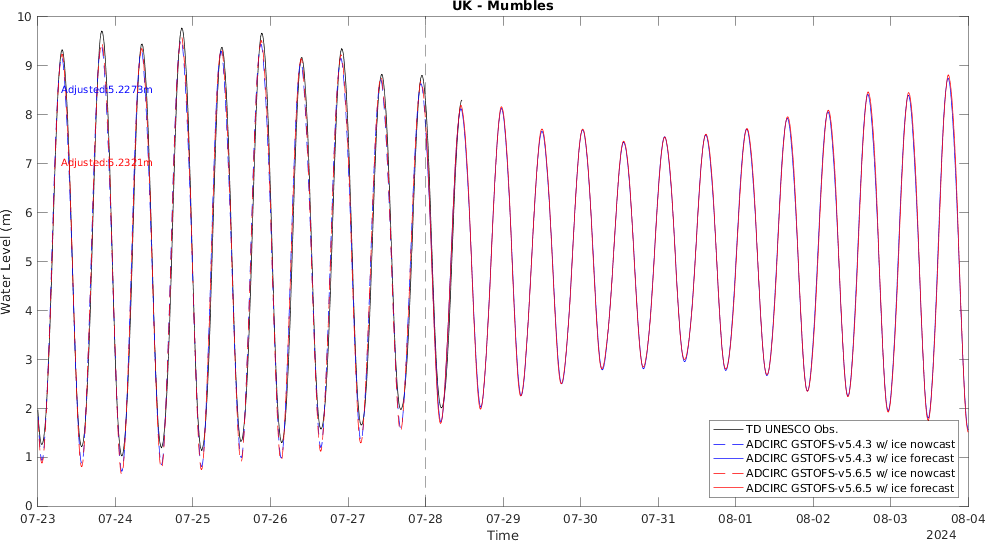 UK - Mumbles
10
9
8
7
6
5
4
3
2
1
0
Water Level (m)
Adjusted:5.2273m
Adjusted:5.2321m
TD UNESCO Obs.
ADCIRC GSTOFS-v5.4.3 w/ ice nowcast
ADCIRC GSTOFS-v5.4.3 w/ ice forecast
ADCIRC GSTOFS-v5.6.5 w/ ice nowcast
ADCIRC GSTOFS-v5.6.5 w/ ice forecast
07-23 07-24 07-25 07-26 07-27 07-28 07-29 07-30 07-31 08-01 08-02 08-03 08-04
Time
2024